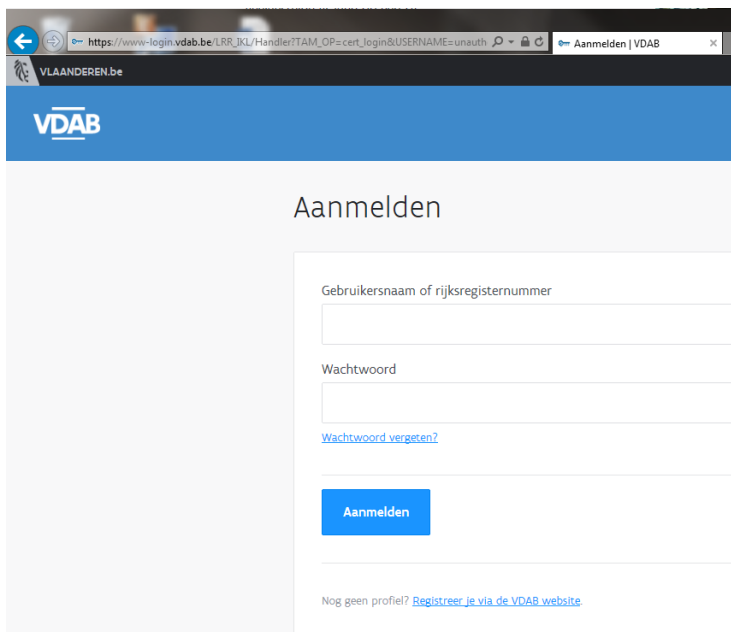 https://www-login.vdab.be/LRR_IKL/Handler?TAM_OP=cert_login&USERNAME=unauth
Aanmelden | VDAB
VLAANDEREN.be
VDAB
Aanmelden
Gebruikersnaam of rijksregisternummer
Wachtwoord
Wachtwoord vergeten?
Aanmelden
Nog geen profiel? Registreer je via de VDAB website.